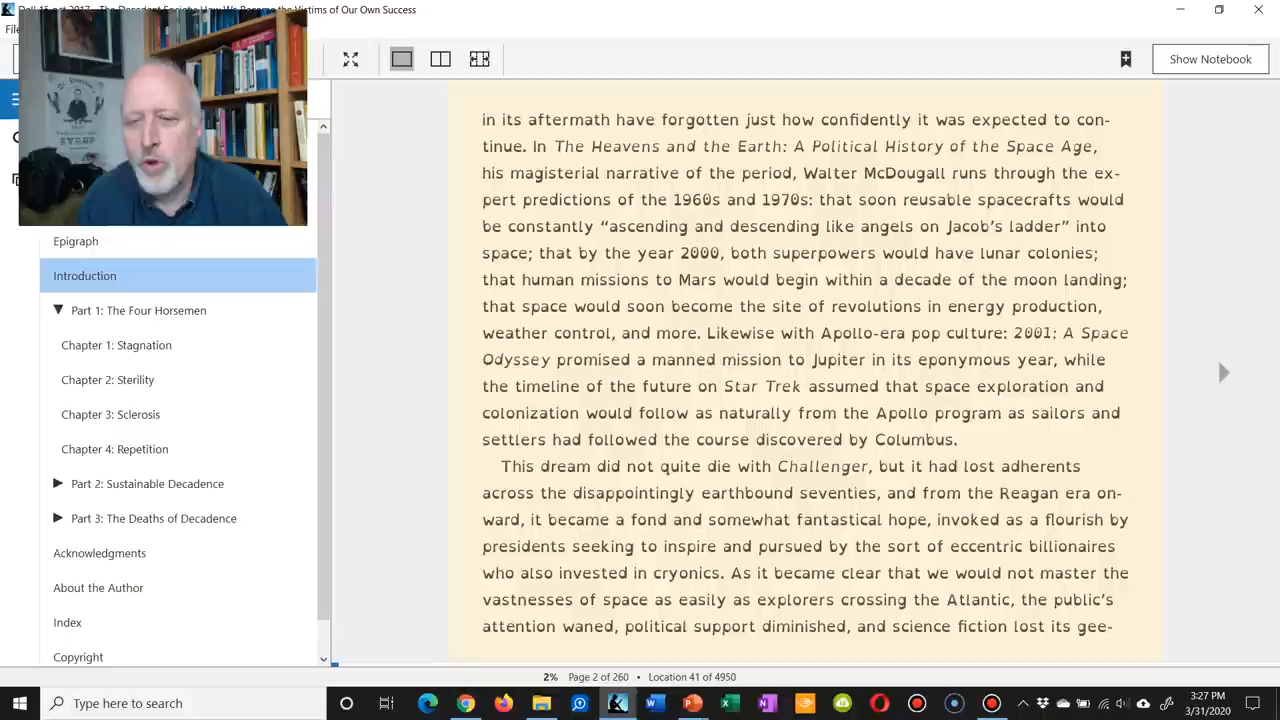 The Decadent Society: How We Became the Victims of Our Own Success
File
Show Notebook
Epigraph
Introduction
Part 1: The Four Horsemen
Chapter 1: Stagnation
Chapter 2: Sterility
Chapter 3: Sclerosis
Chapter 4: Repetition
Part 2: Sustainable Decadence
Part 3: The Deaths of Decadence
Acknowledgments
About the Author
Index
Copyright
in its aftermath have forgotten just how confidently it was expected to con-
tinue. In The Heavens and the Earth: A Political History of the Space Age,
his magisterial narrative of the period, Walter McDougall runs through the ex-
pert predictions of the 1960s and 1970s: that soon reusable spacecrafts would
be constantly “ascending and descending like angels on Jacob’s ladder” into
space; that by the year 2000, both superpowers would have lunar colonies;
that human missions to Mars would begin within a decade of the moon landing;
that space would soon become the site of revolutions in energy production,
weather control, and more. Likewise with Apollo-era pop culture: 2001: A Space
Odyssey promised a manned mission to Jupiter in its eponymous year, while
the timeline of the future on Star Trek assumed that space exploration and
colonization would follow as naturally from the Apollo program as sailors and
settlers had followed the course discovered by Columbus.
This dream did not quite die with Challenger, but it had lost adherents
across the disappointingly earthbound seventies, and from the Reagan era on-
ward, it became a fond and somewhat fantastical hope, invoked as a flourish by
presidents seeking to inspire and pursued by the sort of eccentric billionaires
who also invested in cryonics. As it became clear that we would not master the
vastnesses of space as easily as explorers crossing the Atlantic, the public’s
attention waned, political support diminished, and science fiction lost its gee-
2% Page 2 of 260 • Location 41 of 4950
Type here to search
3:27 PM
3/31/2020